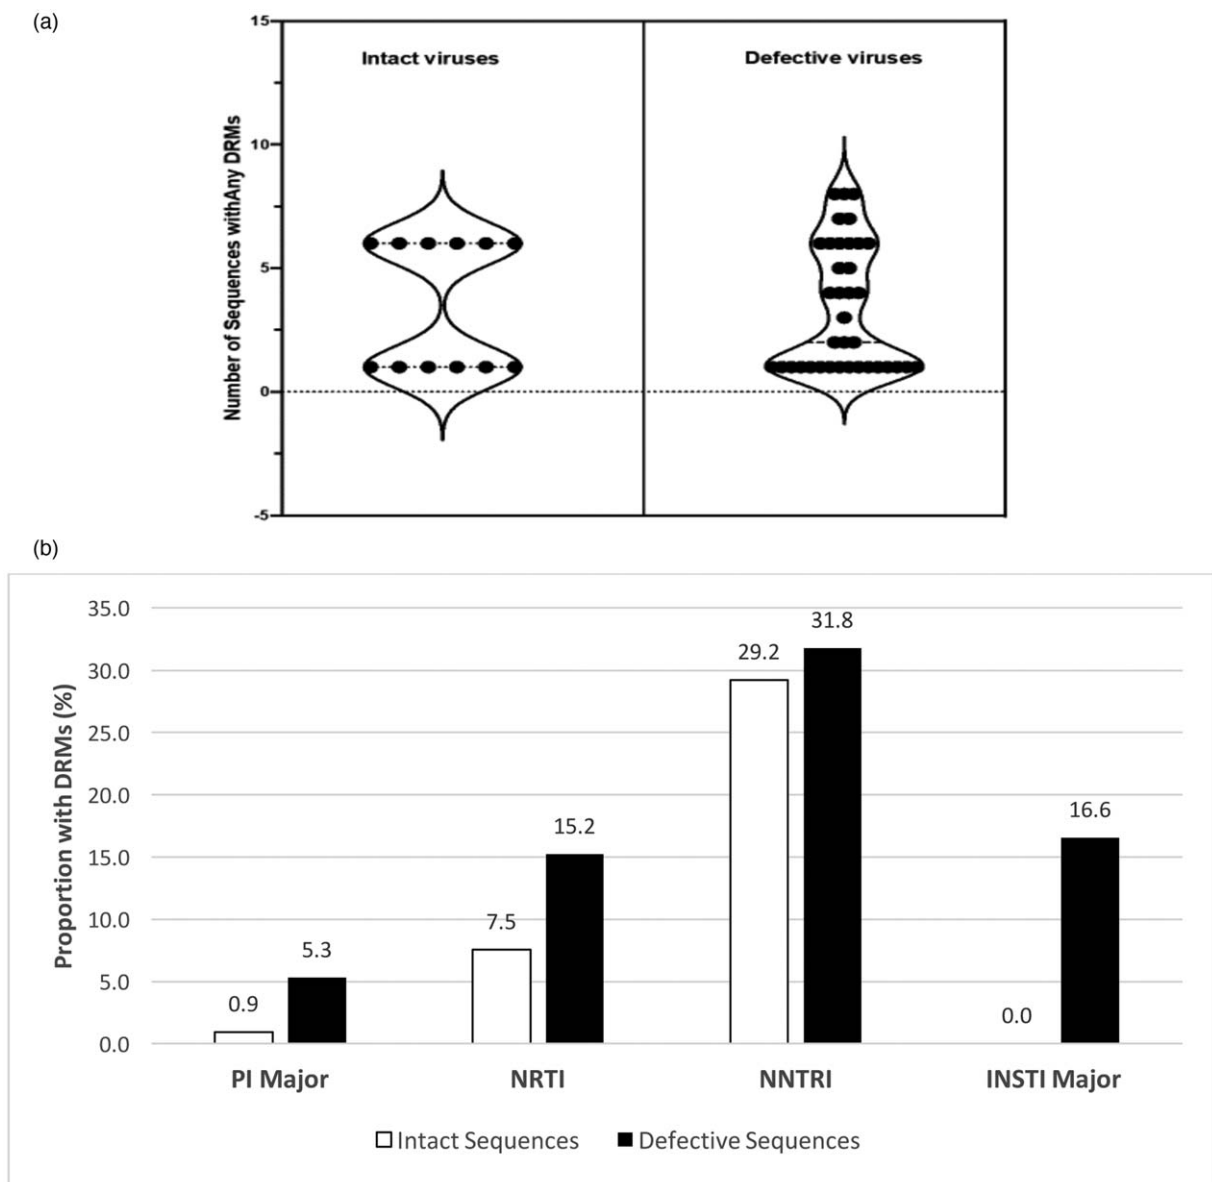 (a)
15
Intact viruses
Defective viruses
10
Number of Sequences withAny DRMs
5
0
-5
(b)
35.0
31.8
29.2
30.0
25.0
Proportion with DRMs (%)
20.0
16.6
15.2
15.0
10.0
7.5
5.3
5.0
0.9
0.0
0.0
PI Major
NRTI
NNTRI
INSTI Major
Intact Sequences
Defective Sequences